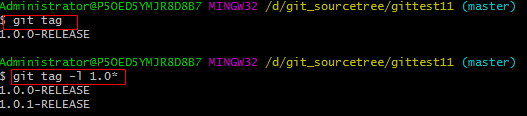 Administrator@P5OED5YMJR8D8B7 MINGW32 /d/git_sourcetree/gittest11 (master)
$ git tag
1.0.0-RELEASE
Administrator@P5OED5YMJR8D8B7 MINGW32 /d/git_sourcetree/gittest11 (master)
$ git tag -l 1.0*
1.0.0-RELEASE
1.0.1-RELEASE